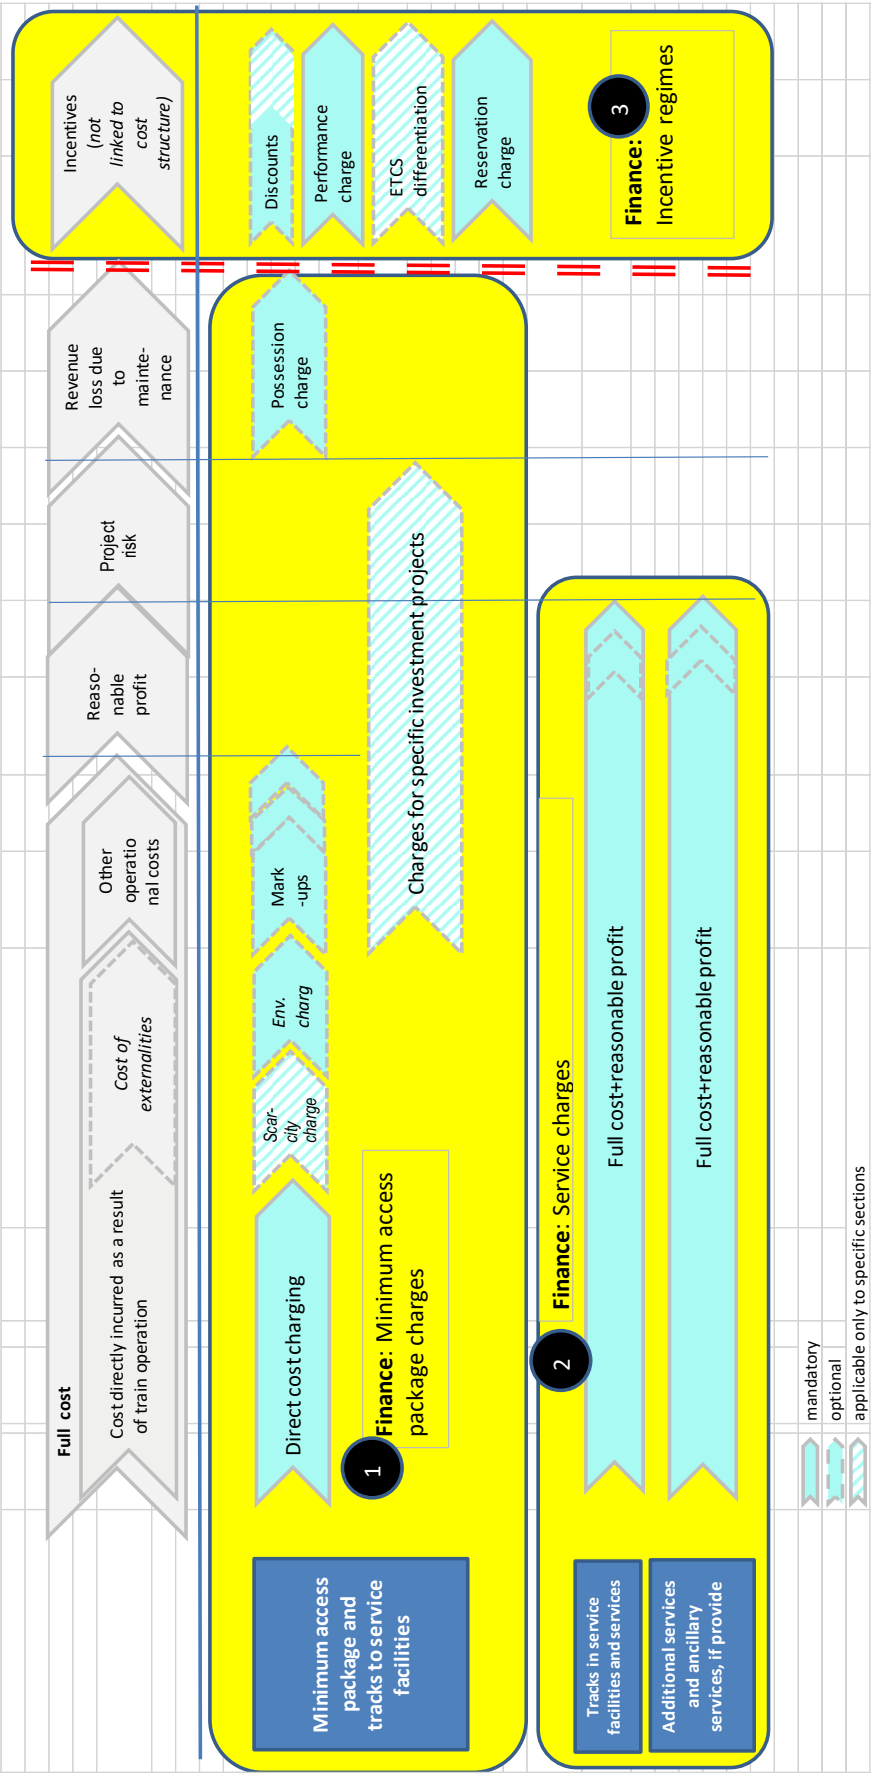 Full cost
Cost directly incurred as a result
of train operation
Cost of
externalities
Other
operatio
nal costs
Reaso-
nable
profit
Project
risk
Revenue
loss due
to
mainte-
nance
Incentives
(not
linked to
cost
structure)
Minimum access
package and
tracks to service
facilities
Direct cost charging
Scar-
city
charge
Env.
charg
Mark
-ups
Possession
charge
Charges for specific investment projects
1
Finance: Minimum access
package charges
Discounts
Performance
charge
ETCS
differentiation
Reservation
charge
3
Finance:
Incentive regimes
2
Finance: Service charges
Tracks in service
facilities and services
Full cost+reasonable profit
Additional services
and ancillary
services, if provide
Full cost+reasonable profit
mandatory
optional
applicable only to specific sections